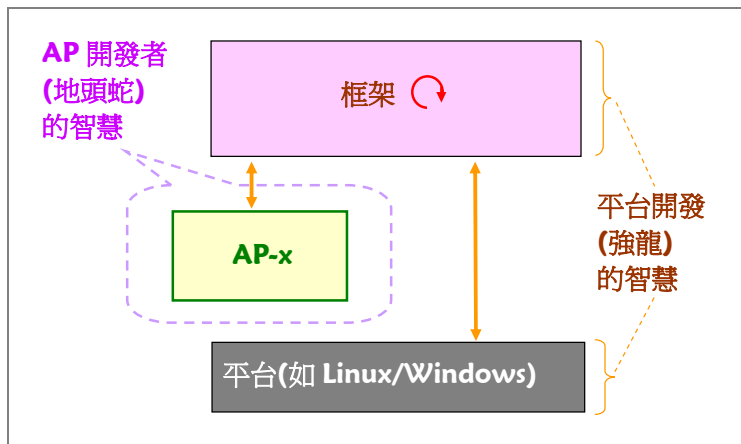 AP 開發者
(地頭蛇)
的智慧
框架
AP-x
平台開發
(強龍)
的智慧
平台(如 Linux/Windows)